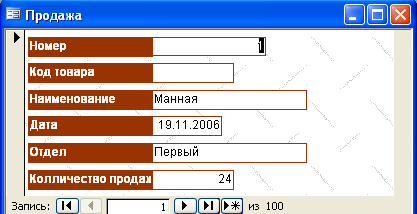 Продажа
Номер 1
Код товара
Наименование Манная
Дата 19.11.2006
Отдел Первый
Колличество продаж 24
Запись: 1 из 100